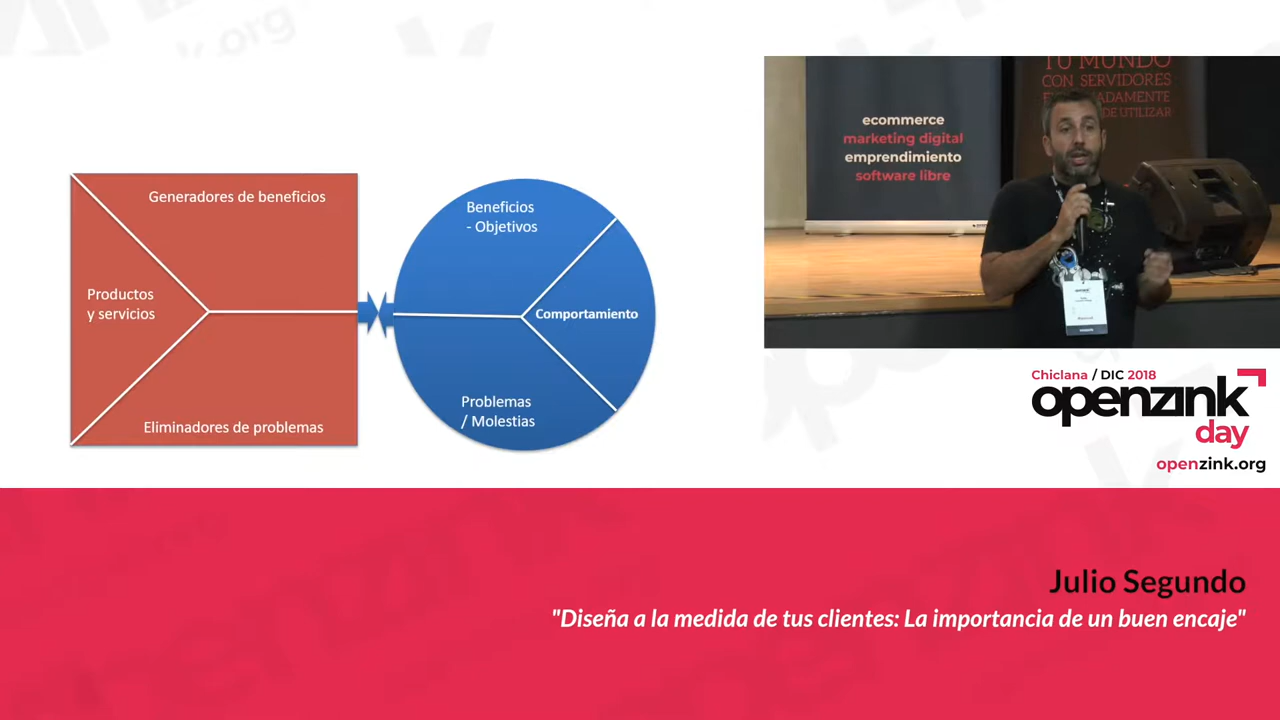 Generadores de beneficios
Productos
y servicios
Eliminadores de problemas
Beneficios
- Objetivos
Comportamiento
Problemas
/ Molestias
TU MUNDO
CON SERVIDORES
DE UTILIZAR
ecommerce
marketing digital
emprendimiento
software libre
Chiclana / DIC 2018
openzink
day
openzink.org
Julio Segundo
"Diseña a la medida de tus clientes: La importancia de un buen encaje"